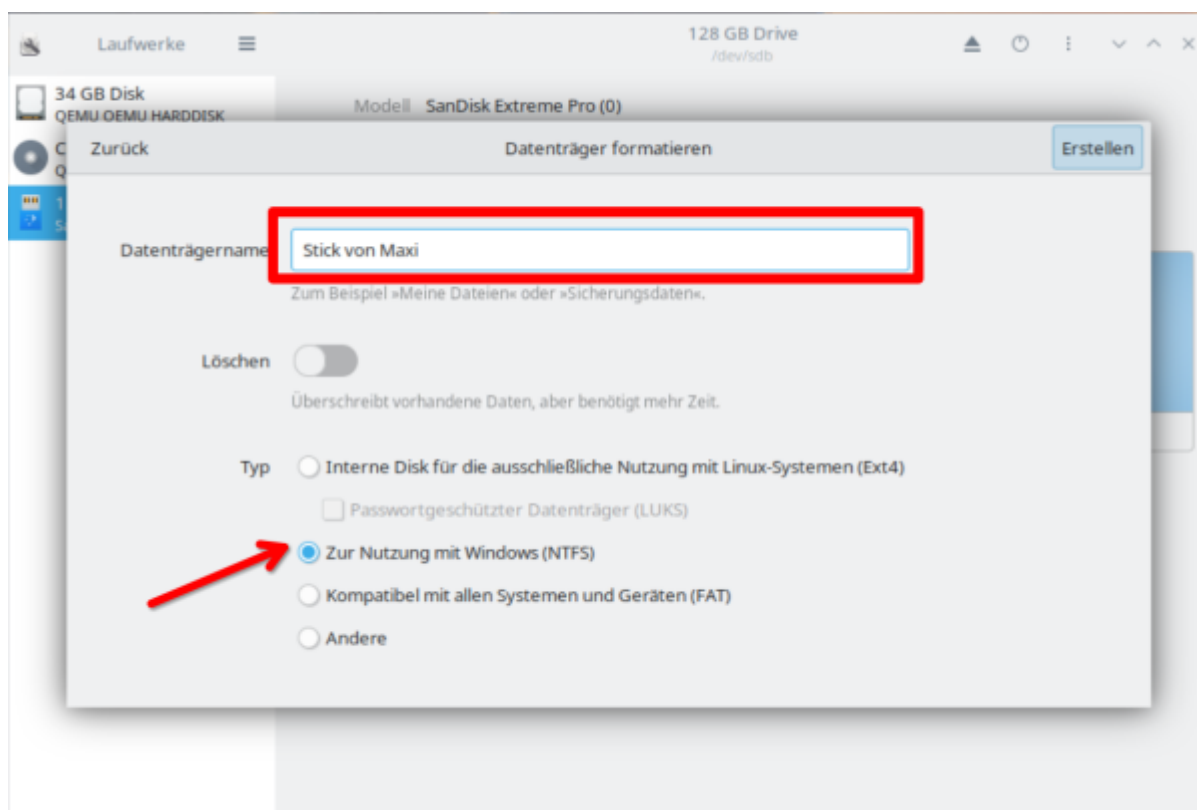 Laufwerke
128 GB Drive
/dev/sdb
34 GB Disk
QEMU QEMU HARDDISK
Modell SanDisk Extreme Pro (0)
Zurück
Datenträger formatieren
Erstellen
Datenträgername
Stick von Maxi
Zum Beispiel »Meine Dateien« oder »Sicherungsdaten«.
Löschen
Überschreibt vorhandene Daten, aber benötigt mehr Zeit.
Typ
Interne Disk für die ausschließliche Nutzung mit Linux-Systemen (Ext4)
Passwortgeschützter Datenträger (LUKS)
Zur Nutzung mit Windows (NTFS)
Kompatibel mit allen Systemen und Geräten (FAT)
Andere